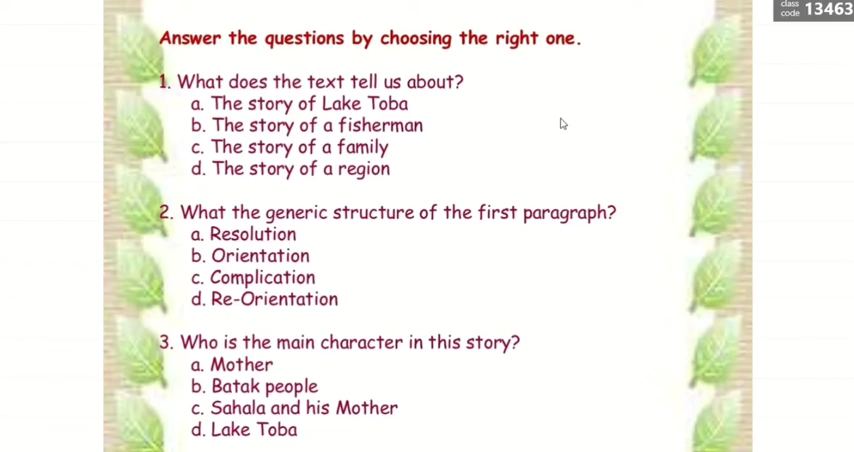 class
code 13463
Answer the questions by choosing the right one.
1. What does the text tell us about?
a. The story of Lake Toba
b. The story of a fisherman
c. The story of a family
d. The story of a region
2. What the generic structure of the first paragraph?
a. Resolution
b. Orientation
c. Complication
d. Re-Orientation
3. Who is the main character in this story?
a. Mother
b. Batak people
c. Sahala and his Mother
d. Lake Toba